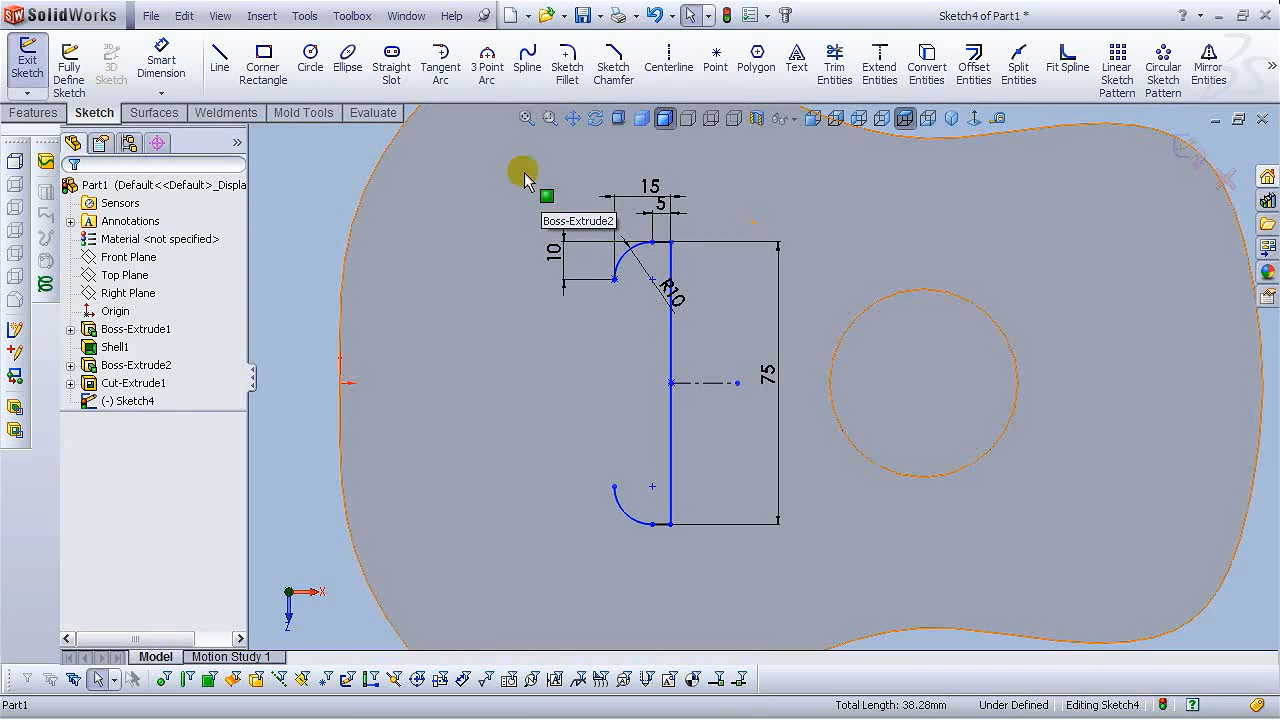 SolidWorks File Edit View Insert Tools Toolbox Window Help Sketch4 of Part1 *
Exit Sketch Fully Define Sketch 3D Sketch Smart Dimension Line Corner Rectangle Circle Ellipse Straight Slot Tangent Arc 3 Point Arc Spline Sketch Fillet Sketch Chamfer Centerline Point Polygon Text Trim Entities Extend Entities Convert Entities Offset Entities Split Entities Fit Spline Linear Sketch Pattern Circular Sketch Pattern Mirror Entities
Features Sketch Surfaces Weldments Mold Tools Evaluate
Part1 (Default<<Default>_Displa
Sensors
Annotations
Material <not specified>
Front Plane
Top Plane
Right Plane
Origin
Boss-Extrude1
Shell1
Boss-Extrude2
Cut-Extrude1
(-) Sketch4
15
5
Boss-Extrude2
10
R10
75
X
Z
Model Motion Study 1
Part1 Total Length: 38.28mm Under Defined Editing Sketch4